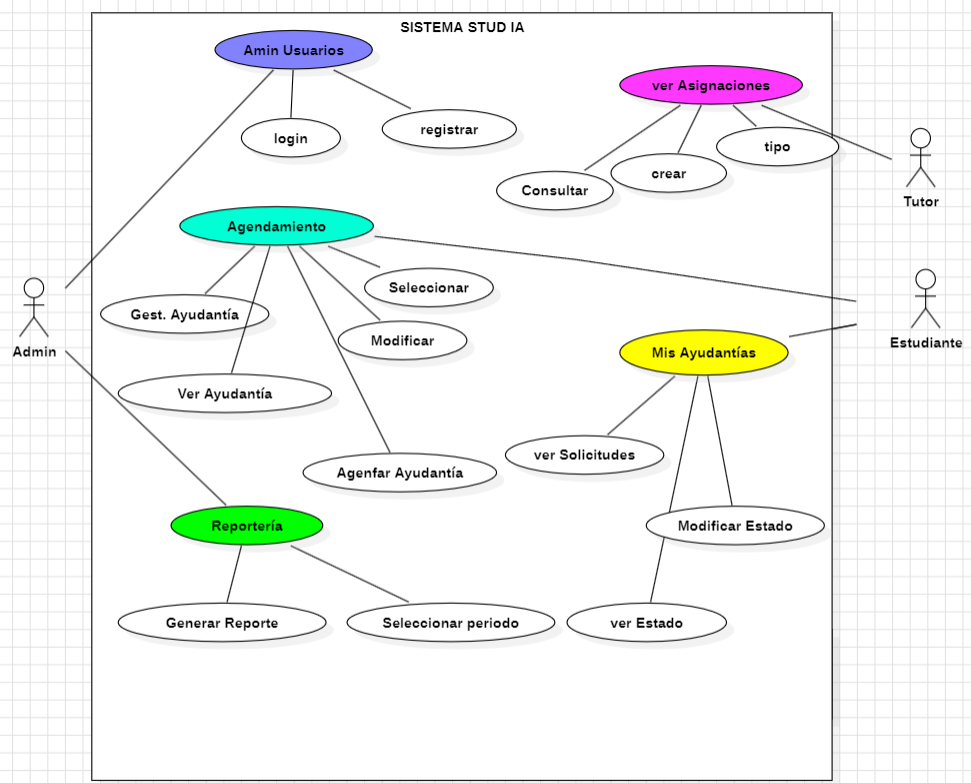 SISTEMA STUD IA
Amin Usuarios
ver Asignaciones
login
registrar
tipo
Consultar
crear
Tutor
Agendamiento
Seleccionar
Gest. Ayudantía
Modificar
Admin
Estudiante
Mis Ayudantías
Ver Ayudantía
ver Solicitudes
Agenfar Ayudantía
Reportería
Modificar Estado
Generar Reporte
Seleccionar periodo
ver Estado